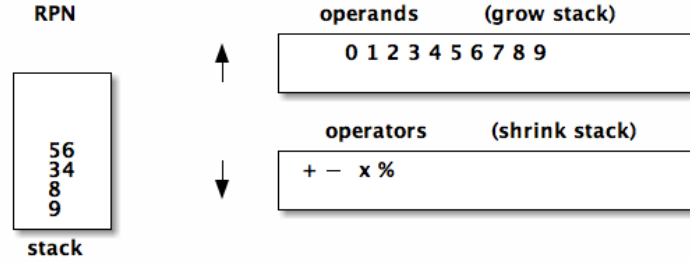 RPN
operands (grow stack)
0 1 2 3 4 5 6 7 8 9
operators (shrink stack)
+ − x %
56
34
8
9
stack